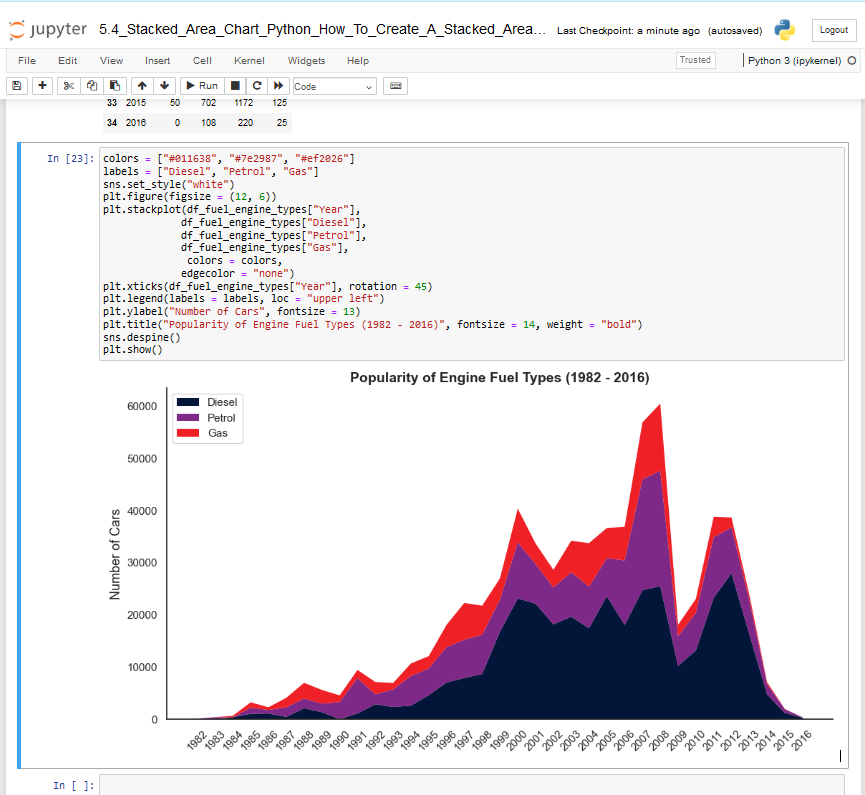 jupyter 5.4_Stacked_Area_Chart_Python_How_To_Create_A_Stacked_Area... Last Checkpoint: a minute ago (autosaved) Logout
File Edit View Insert Cell Kernel Widgets Help Trusted Python 3 (ipykernel)
Run Code
33 2015 50 702 1172 125
34 2016 0 108 220 25
In [23]: colors = ["#011638", "#7e2987", "#ef2026"]
labels = ["Diesel", "Petrol", "Gas"]
sns.set_style("white")
plt.figure(figsize = (12, 6))
plt.stackplot(df_fuel_engine_types["Year"],
df_fuel_engine_types["Diesel"],
df_fuel_engine_types["Petrol"],
df_fuel_engine_types["Gas"],
colors = colors,
edgecolor = "none")
plt.xticks(df_fuel_engine_types["Year"], rotation = 45)
plt.legend(labels = labels, loc = "upper left")
plt.ylabel("Number of Cars", fontsize = 13)
plt.title("Popularity of Engine Fuel Types (1982 - 2016)", fontsize = 14, weight = "bold")
sns.despine()
plt.show()
Popularity of Engine Fuel Types (1982 - 2016)
Diesel
Petrol
Gas
Number of Cars
60000
50000
40000
30000
20000
10000
0
1982 1983 1984 1985 1986 1987 1988 1989 1990 1991 1992 1993 1994 1995 1996 1997 1998 1999 2000 2001 2002 2003 2004 2005 2006 2007 2008 2009 2010 2011 2012 2013 2014 2015 2016
In [ ]: